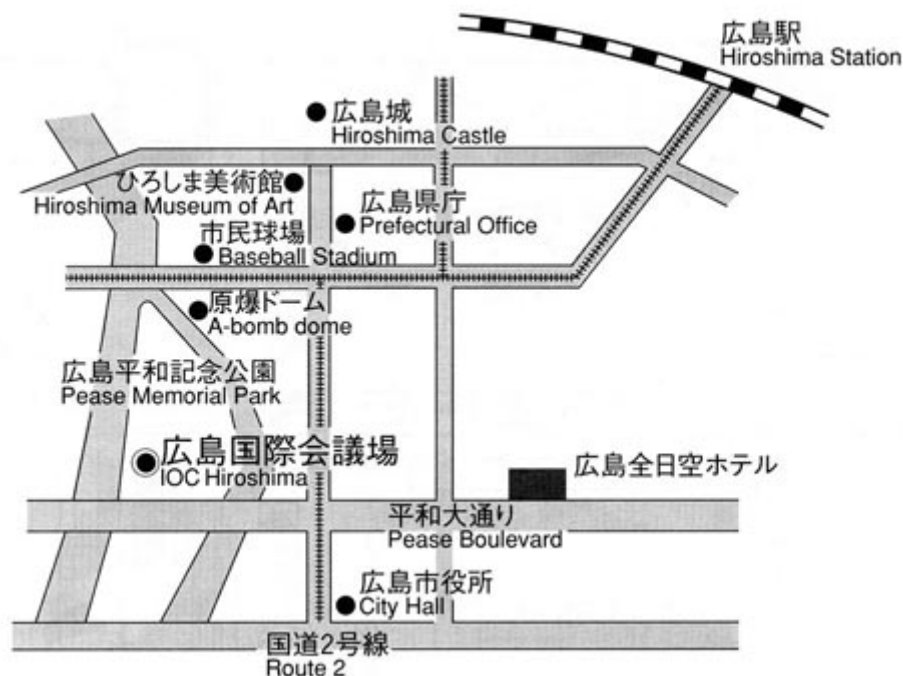 広島駅
Hiroshima Station
広島城
Hiroshima Castle
ひろしま美術館
Hiroshima Museum of Art
広島県庁
Prefectural Office
市民球場
Baseball Stadium
原爆ドーム
A-bomb dome
広島平和記念公園
Pease Memorial Park
広島国際会議場
IOC Hiroshima
広島全日空ホテル
平和大通り
Pease Boulevard
広島市役所
City Hall
国道2号線
Route 2